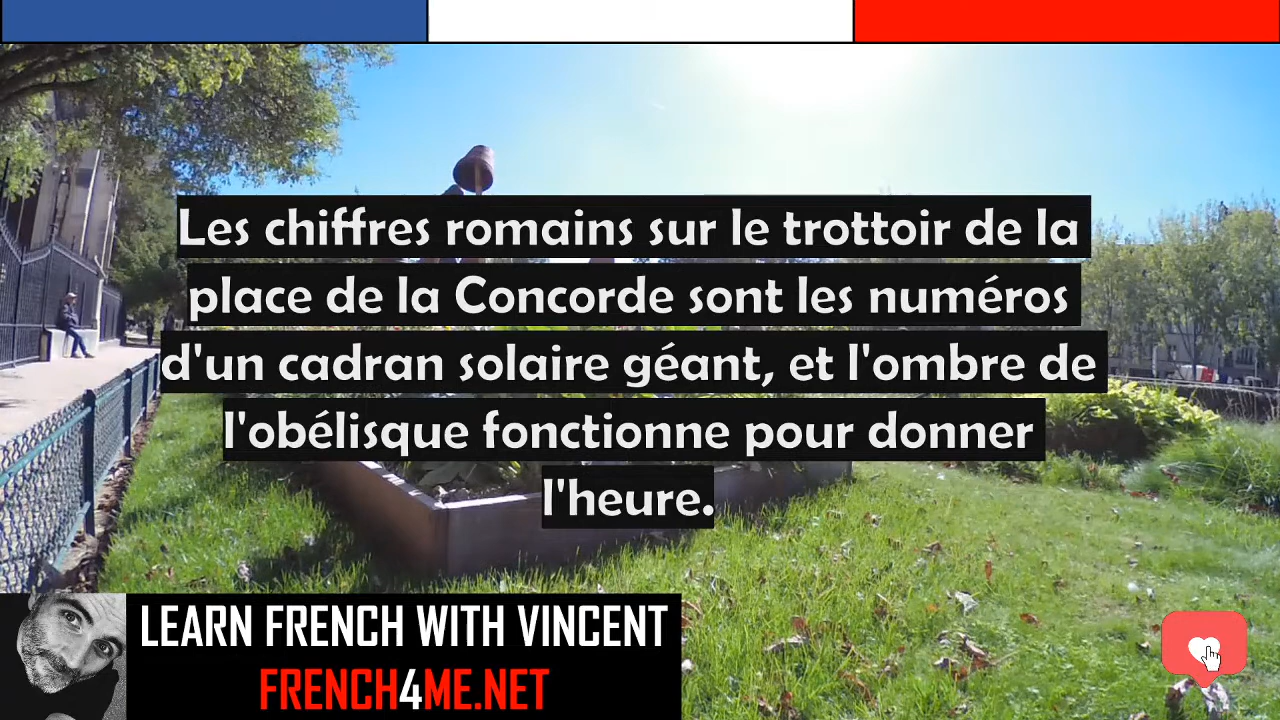 Les chiffres romains sur le trottoir de la
place de la Concorde sont les numéros
d'un cadran solaire géant, et l'ombre de
l'obélisque fonctionne pour donner
l'heure.
LEARN FRENCH WITH VINCENT
FRENCH4ME.NET